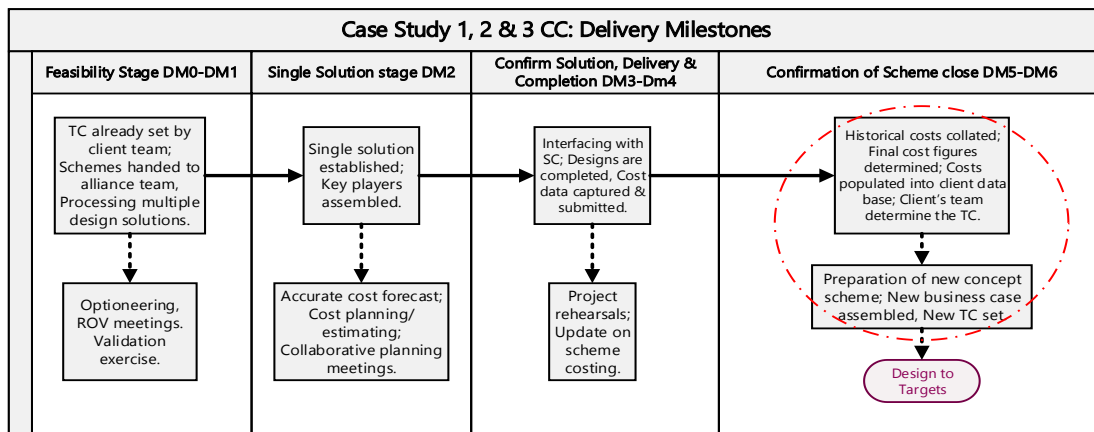 Case Study 1, 2 & 3 CC: Delivery Milestones
Feasibility Stage DM0-DM1
Single Solution stage DM2
Confirm Solution, Delivery &
Completion DM3-Dm4
Confirmation of Scheme close DM5-DM6
TC already set by
client team;
Schemes handed to
alliance team,
Processing multiple
design solutions.
Single solution
established;
Key players
assembled.
Interfacing with
SC; Designs are
completed, Cost
data captured &
submitted.
Historical costs collated;
Final cost figures
determined; Costs
populated into client data
base; Client's team
determine the TC.
Optioneering,
ROV meetings.
Validation
exercise.
Accurate cost forecast;
Cost planning/
estimating;
Collaborative planning
meetings.
Project
rehearsals;
Update on
scheme
costing.
Preparation of new concept
scheme; New business case
assembled, New TC set
Design to
Targets